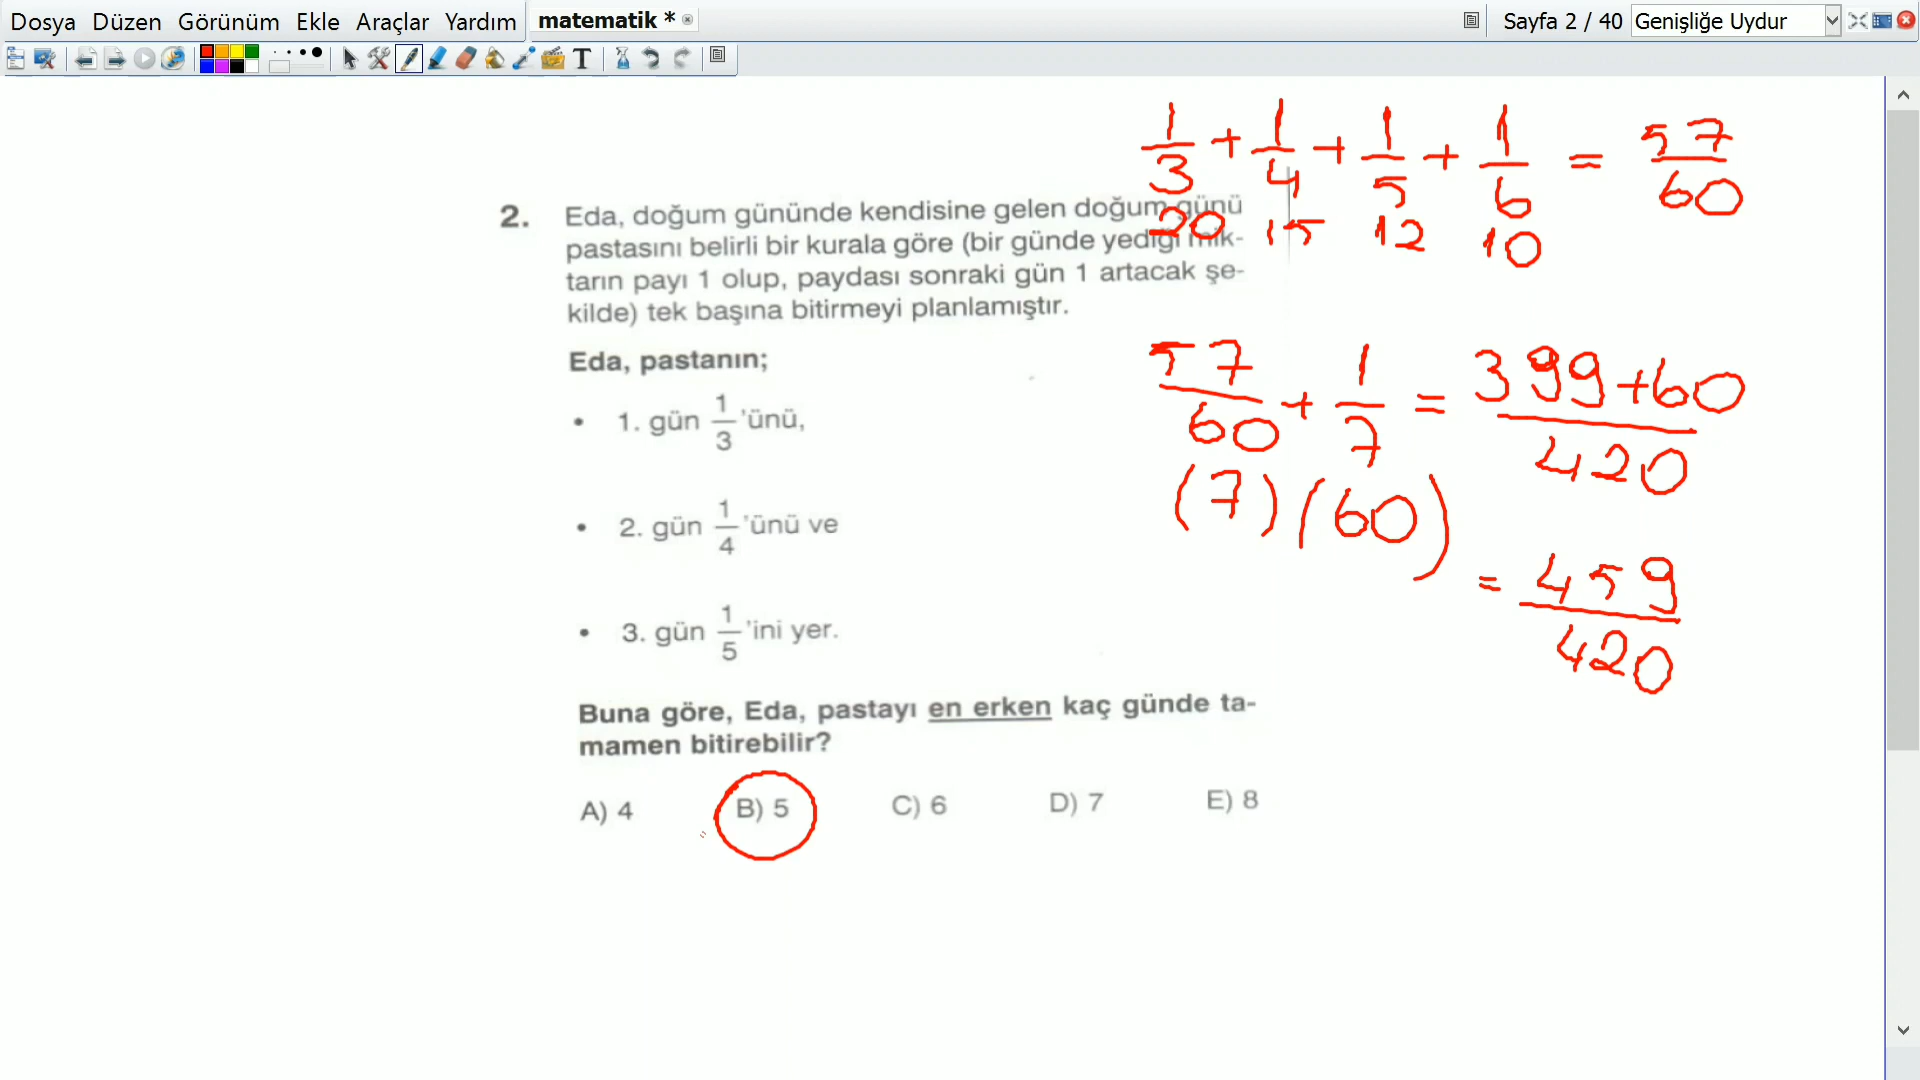 Dosya Düzen Görünüm Ekle Araçlar Yardım
matematik *
Sayfa 2 / 40
Genişliğe Uydur
2. Eda, doğum gününde kendisine gelen doğum günü
pastasını belirli bir kurala göre (bir günde yediği mik-
tarın payı 1 olup, paydası sonraki gün 1 artacak şe-
kilde) tek başına bitirmeyi planlamıştır.
Eda, pastanın;
• 1. gün 1/3 'ünü,
• 2. gün 1/4 'ünü ve
• 3. gün 1/5 'ini yer.
Buna göre, Eda, pastayı en erken kaç günde ta-
mamen bitirebilir?
A) 4 B) 5 C) 6 D) 7 E) 8
1/3 + 1/4 + 1/5 + 1/6 = 57/60
20 15 12 10
57/60 + 1/7 = 399+60/420
(7) (60)
= 459/420